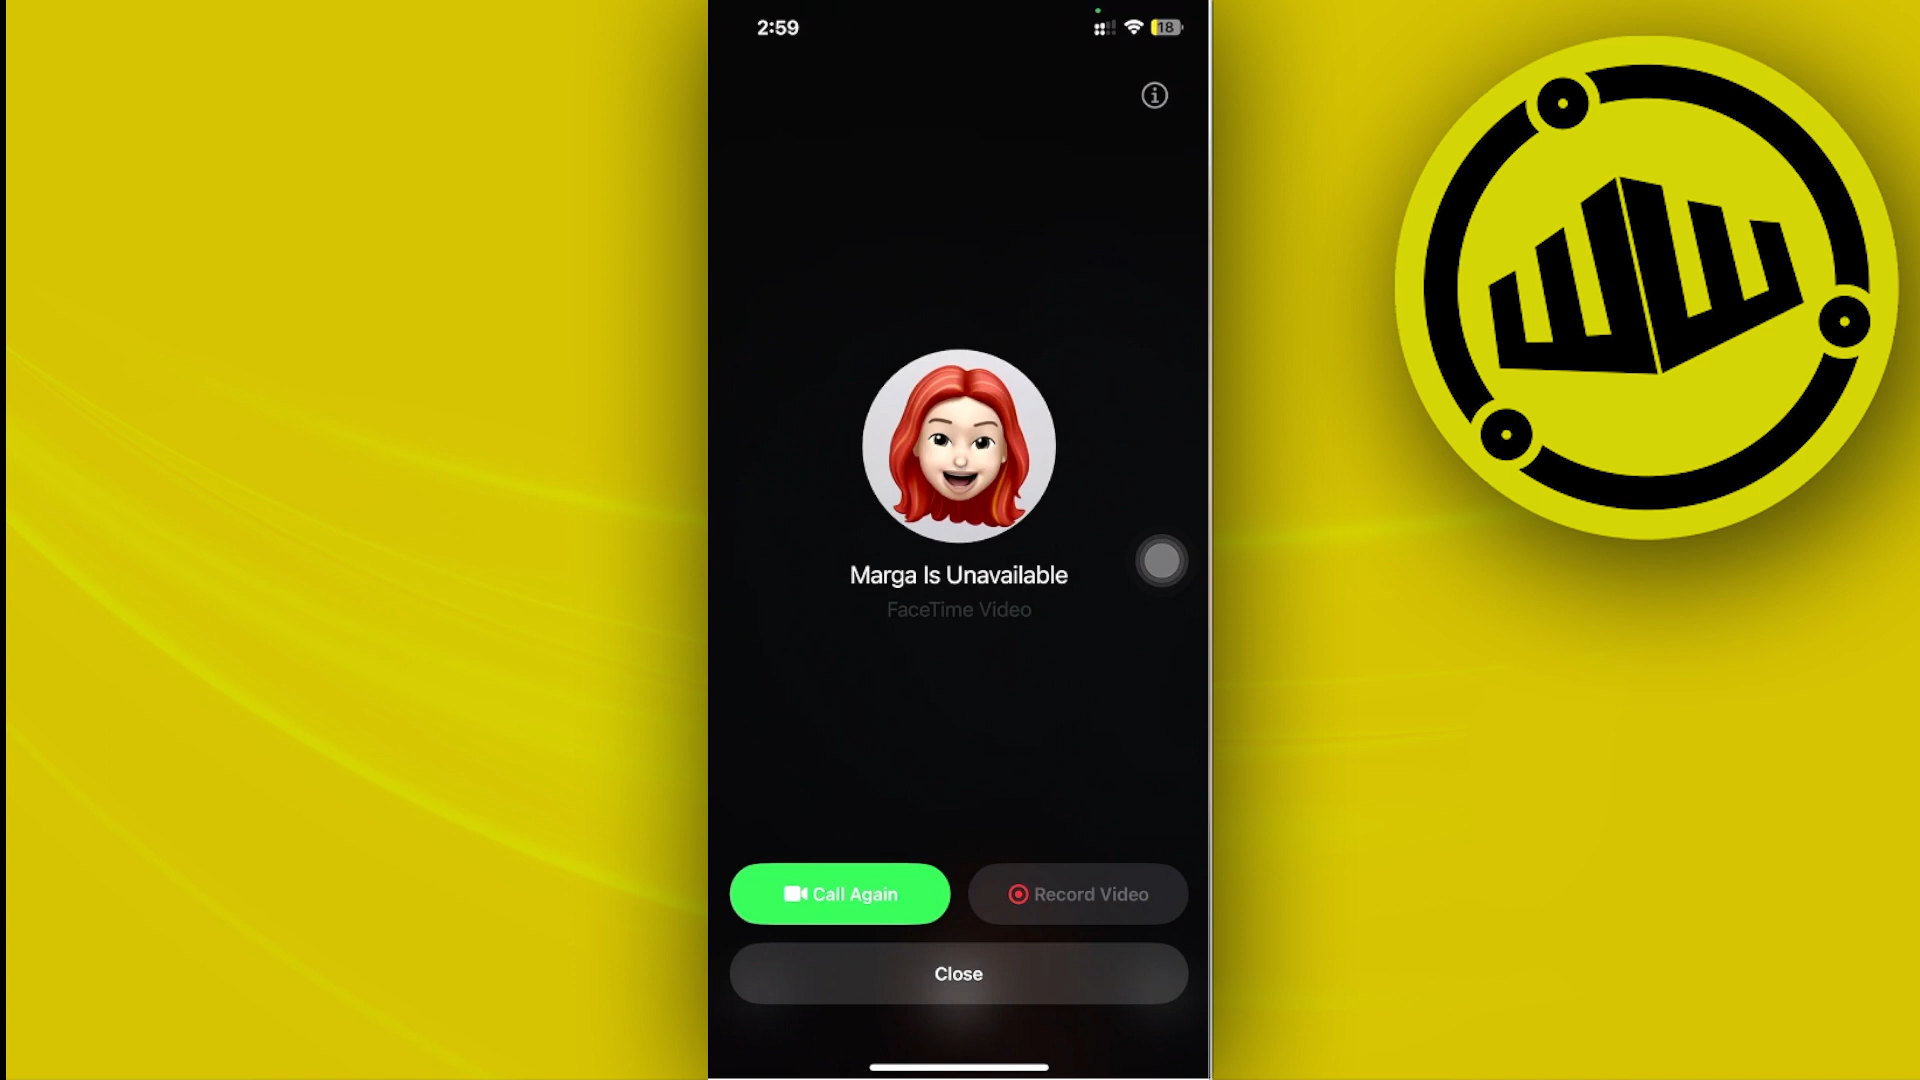 2:59
18
Marga Is Unavailable
FaceTime Video
Call Again
Record Video
Close